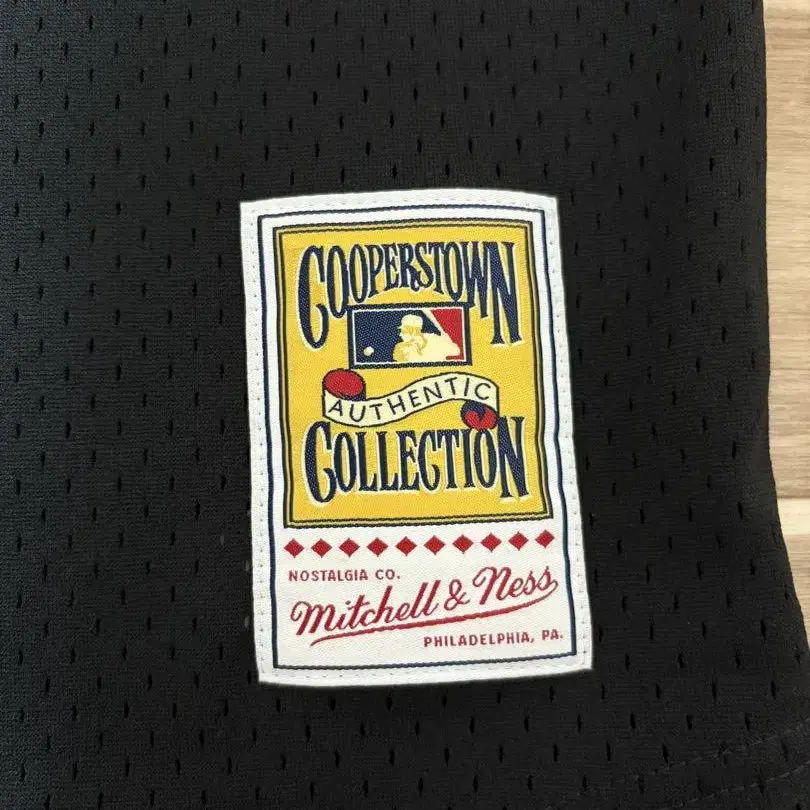 COOPERSTOWN
AUTHENTIC
COLLECTION
NOSTALGIA CO.
Mitchell & Ness
PHILADELPHIA, PA.